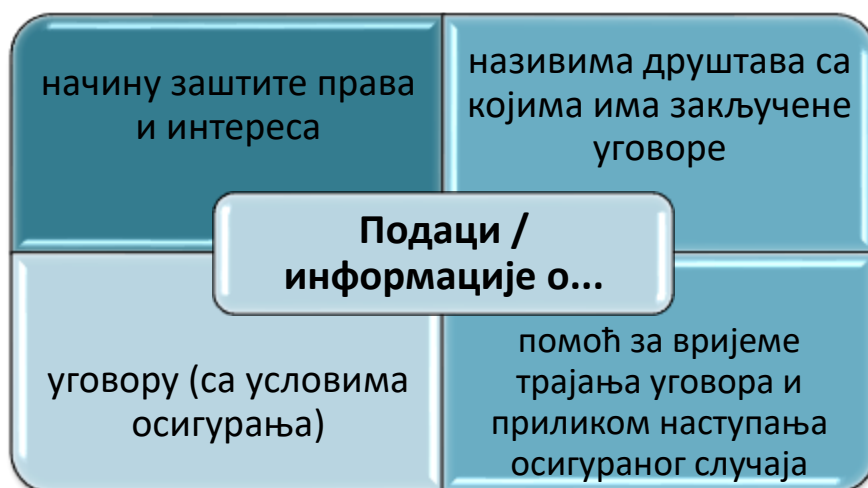 начину заштите права
и интереса
називима друштава са
којима има закључене
уговоре
Подаци /
информације о...
уговору (са условима
осигурања)
помоћ за вријеме
трајања уговора и
приликом наступања
осигураног случаја